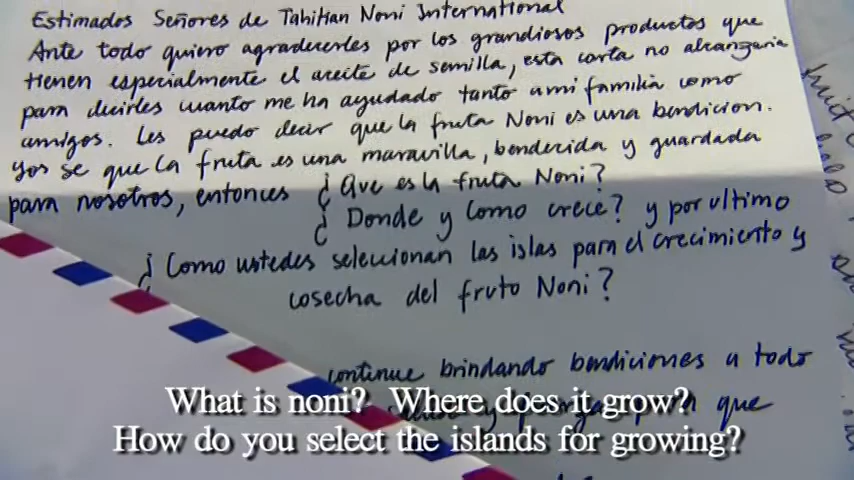 Estimados Señores de Tahitian Noni International
Ante todo quiero agradecerles por los grandiosos productos que
tienen especialmente el aceite de semilla, esta carta no alcanzaria
para decirles cuanto me ha ayudado tanto a mi familia como
amigos. Les puedo decir que la fruta Noni es una bendicion.
Yos se que la fruta es una maravilla, bendecida y guardada
para nosotros, entonces ¿Que es la fruta Noni?
¿Donde y Como crece? y por ultimo
¿Como ustedes seleccionan las islas para el crecimiento y
cosecha del fruto Noni?
continue brindando bendiciones a todo
que
What is noni? Where does it grow?
How do you select the islands for growing?